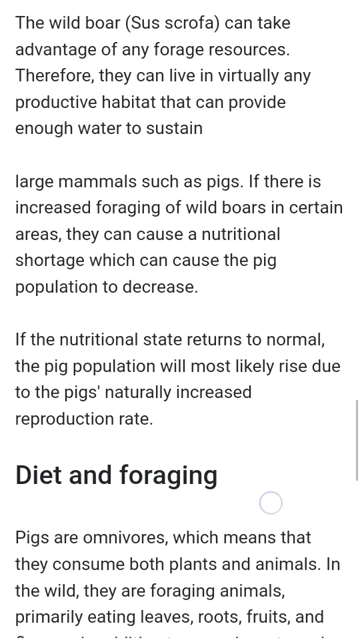 The wild boar (Sus scrofa) can take
advantage of any forage resources.
Therefore, they can live in virtually any
productive habitat that can provide
enough water to sustain
large mammals such as pigs. If there is
increased foraging of wild boars in certain
areas, they can cause a nutritional
shortage which can cause the pig
population to decrease.
If the nutritional state returns to normal,
the pig population will most likely rise due
to the pigs' naturally increased
reproduction rate.
Diet and foraging
Pigs are omnivores, which means that
they consume both plants and animals. In
the wild, they are foraging animals,
primarily eating leaves, roots, fruits, and